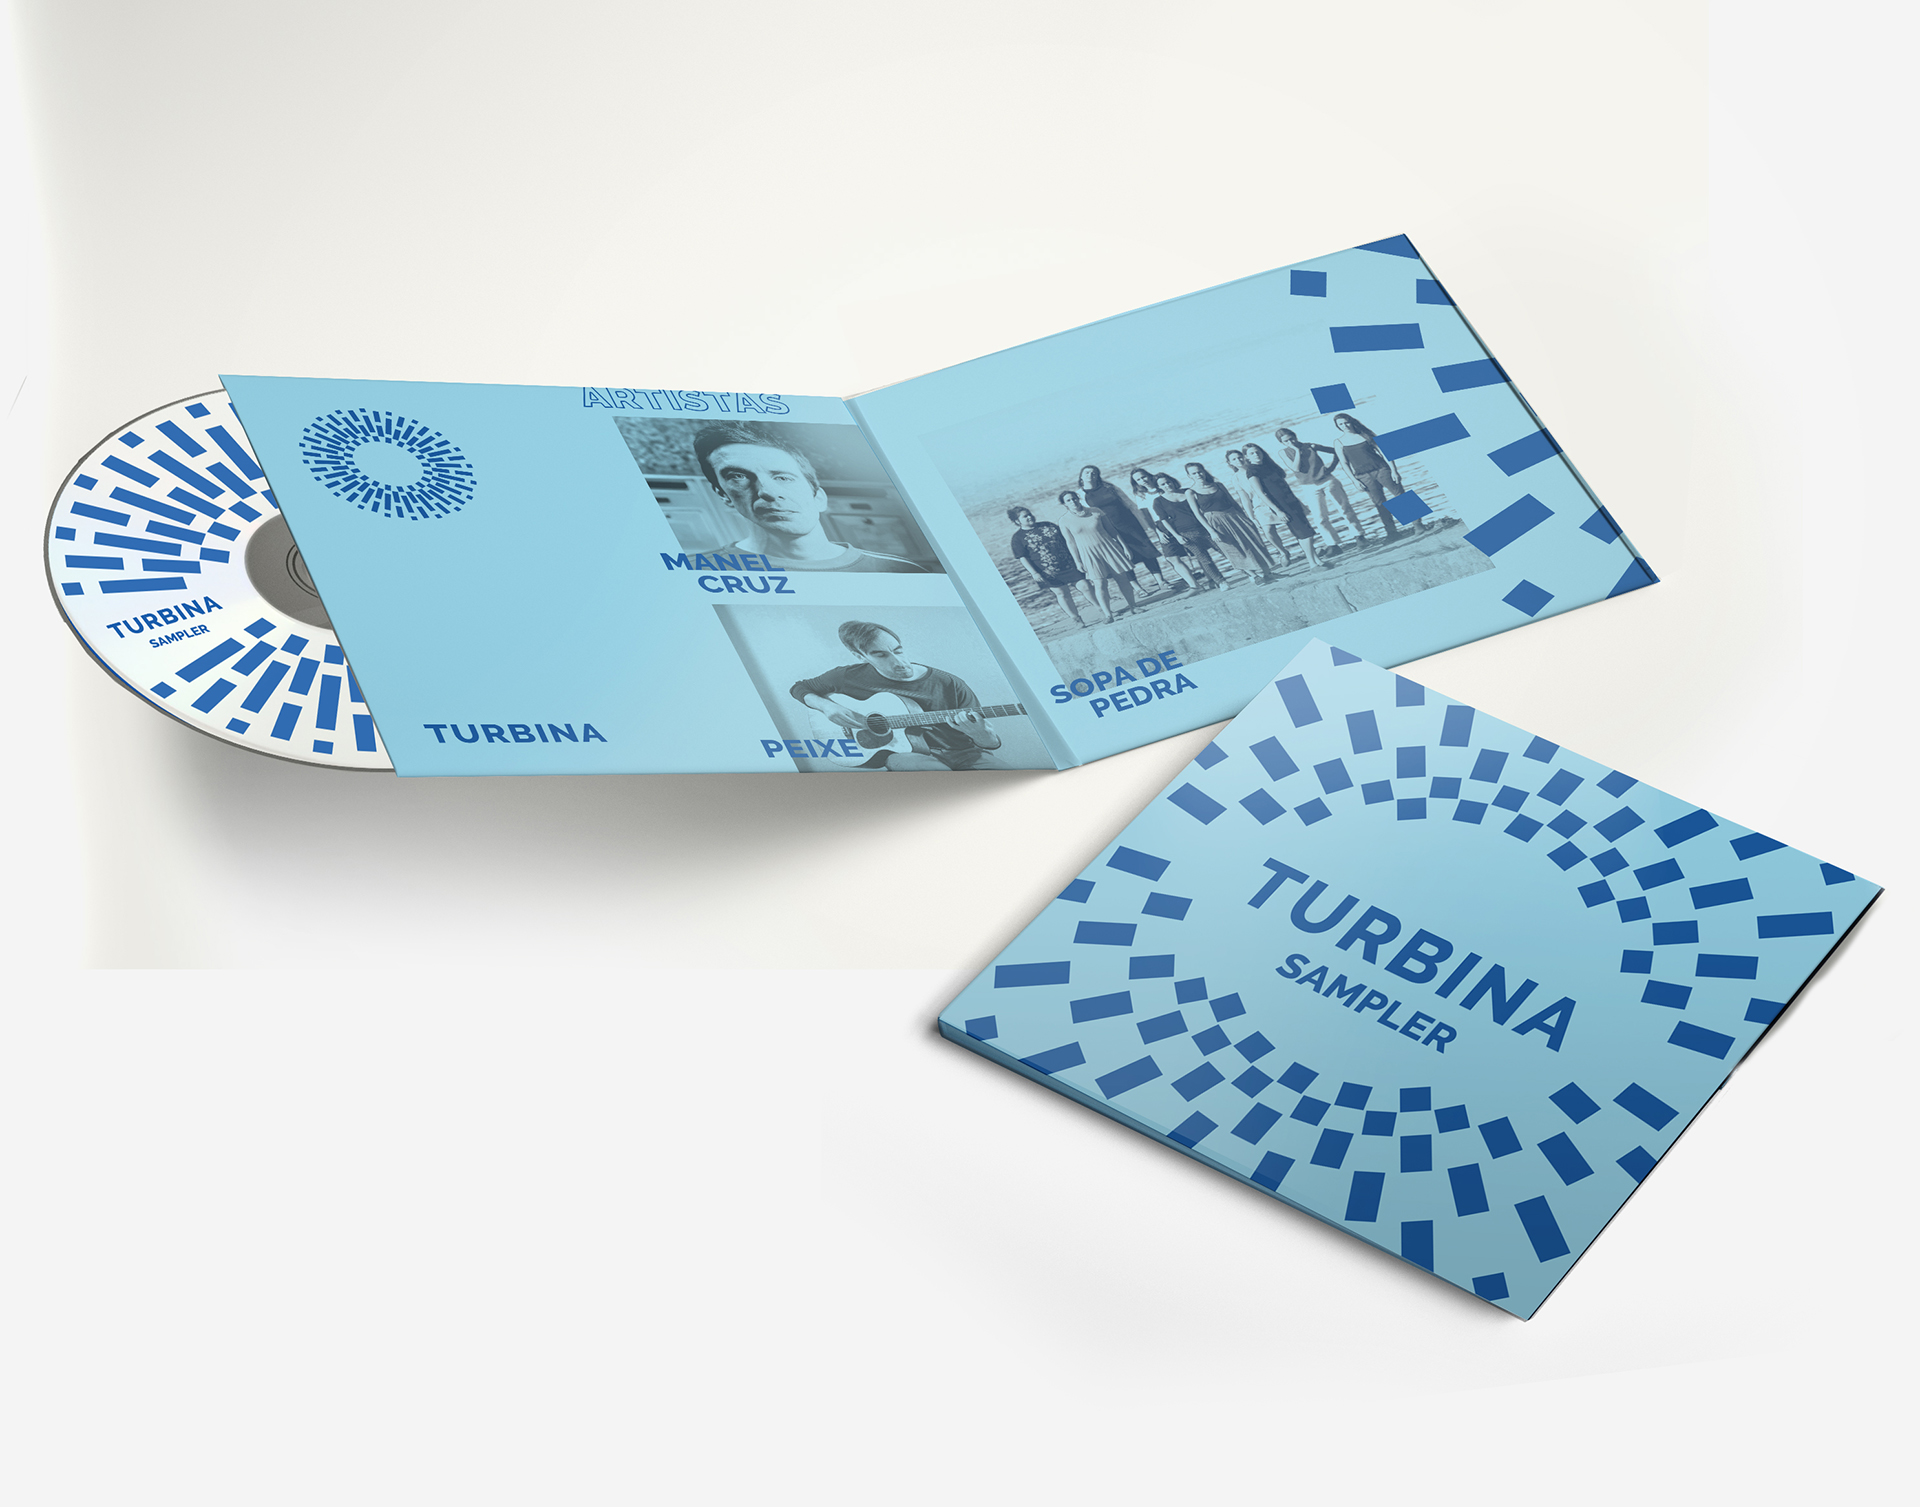 ARTISTAS
MANEL
CRUZ
TURBINA
SAMPLER
TURBINA
PEIXE
SOPA DE
PEDRA
TURBINA
SAMPLER